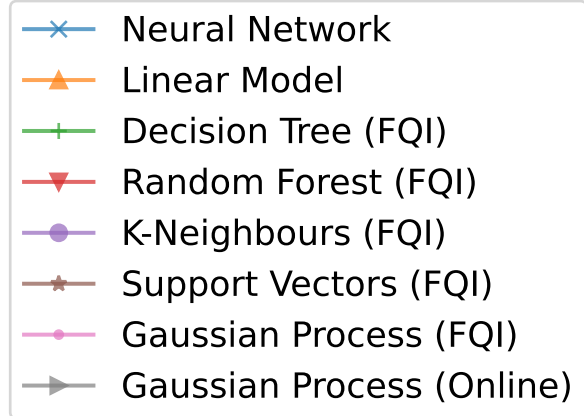 Neural Network
Linear Model
Decision Tree (FQI)
Random Forest (FQI)
K-Neighbours (FQI)
Support Vectors (FQI)
Gaussian Process (FQI)
Gaussian Process (Online)